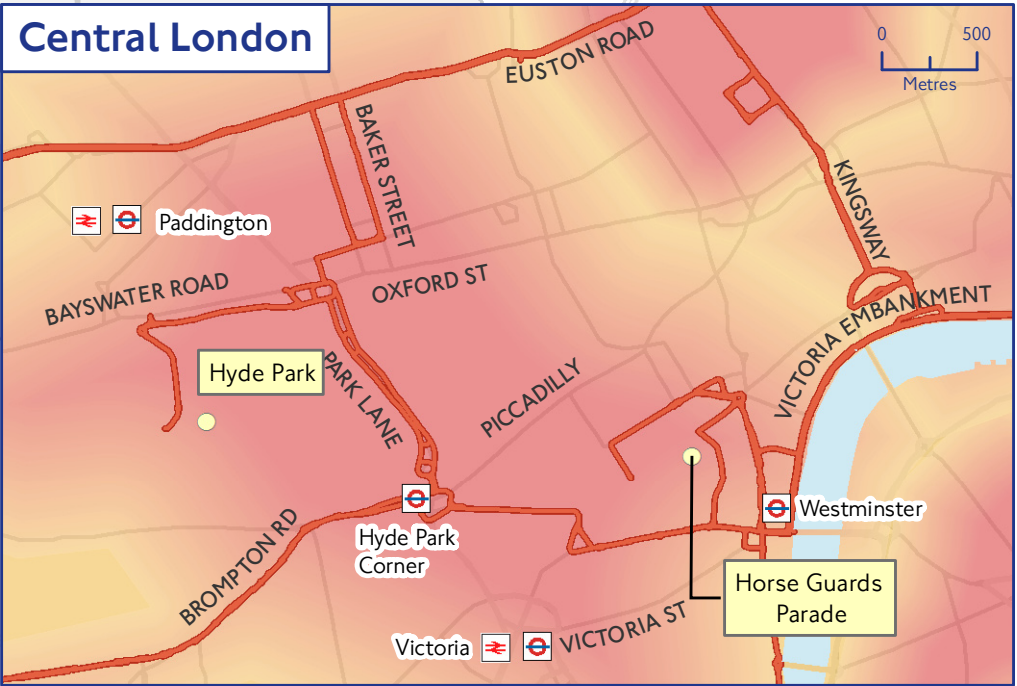 Central London
EUSTON ROAD
0 500
Metres
BAKER STREET
KINGSWAY
Paddington
BAYSWATER ROAD
OXFORD ST
VICTORIA EMBANKMENT
Hyde Park
PARK LANE
PICCADILLY
Westminster
Hyde Park
Corner
BROMPTON RD
Horse Guards
Parade
Victoria
VICTORIA ST